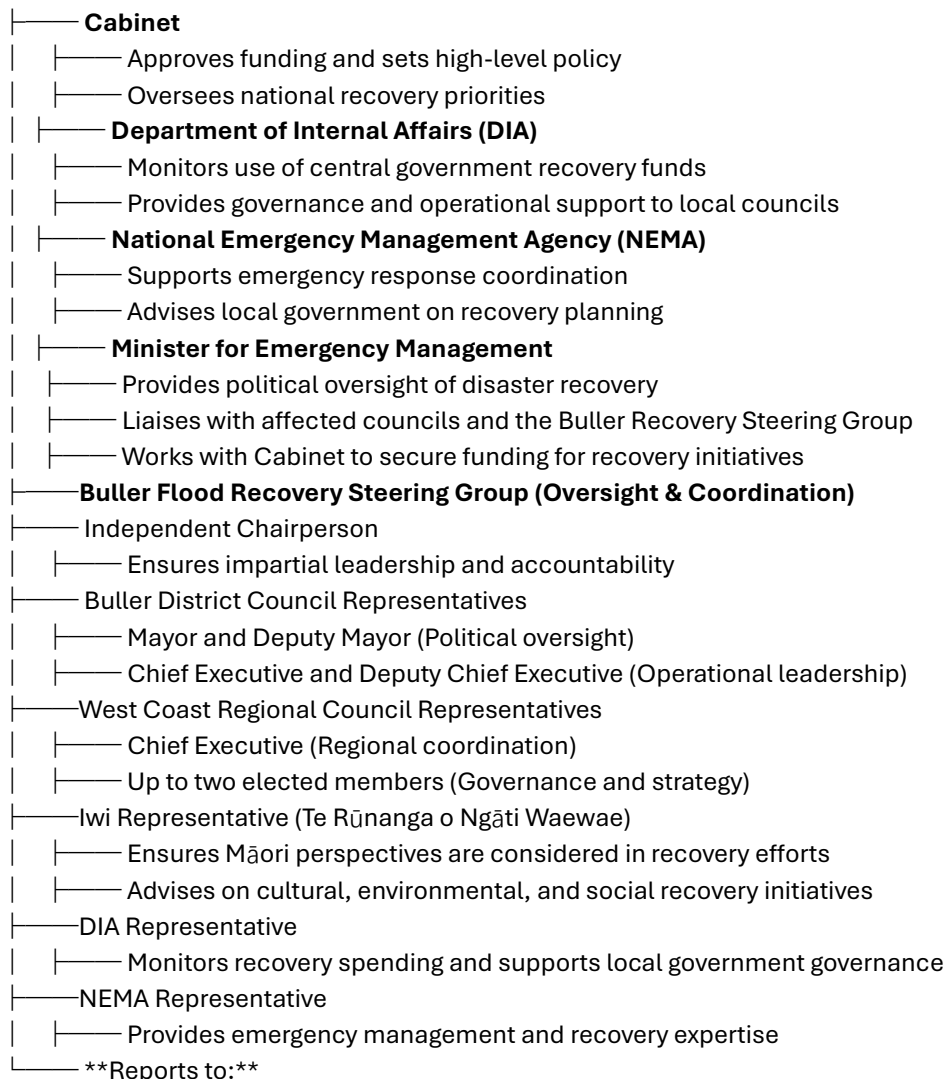 ├──── Cabinet
│ ├──── Approves funding and sets high-level policy
│ ├──── Oversees national recovery priorities
│ ├──── Department of Internal Affairs (DIA)
│ ├──── Monitors use of central government recovery funds
│ ├──── Provides governance and operational support to local councils
│ ├──── National Emergency Management Agency (NEMA)
│ ├──── Supports emergency response coordination
│ ├──── Advises local government on recovery planning
│ ├──── Minister for Emergency Management
│ ├──── Provides political oversight of disaster recovery
│ ├──── Liaises with affected councils and the Buller Recovery Steering Group
│ ├──── Works with Cabinet to secure funding for recovery initiatives
├────Buller Flood Recovery Steering Group (Oversight & Coordination)
├──── Independent Chairperson
│ ├──── Ensures impartial leadership and accountability
├──── Buller District Council Representatives
│ ├──── Mayor and Deputy Mayor (Political oversight)
│ ├──── Chief Executive and Deputy Chief Executive (Operational leadership)
├────West Coast Regional Council Representatives
│ ├──── Chief Executive (Regional coordination)
│ ├──── Up to two elected members (Governance and strategy)
├────Iwi Representative (Te Rūnanga o Ngāti Waewae)
│ ├──── Ensures Māori perspectives are considered in recovery efforts
│ ├──── Advises on cultural, environmental, and social recovery initiatives
├────DIA Representative
│ ├──── Monitors recovery spending and supports local government governance
├────NEMA Representative
│ ├──── Provides emergency management and recovery expertise
└──── **Reports to:**